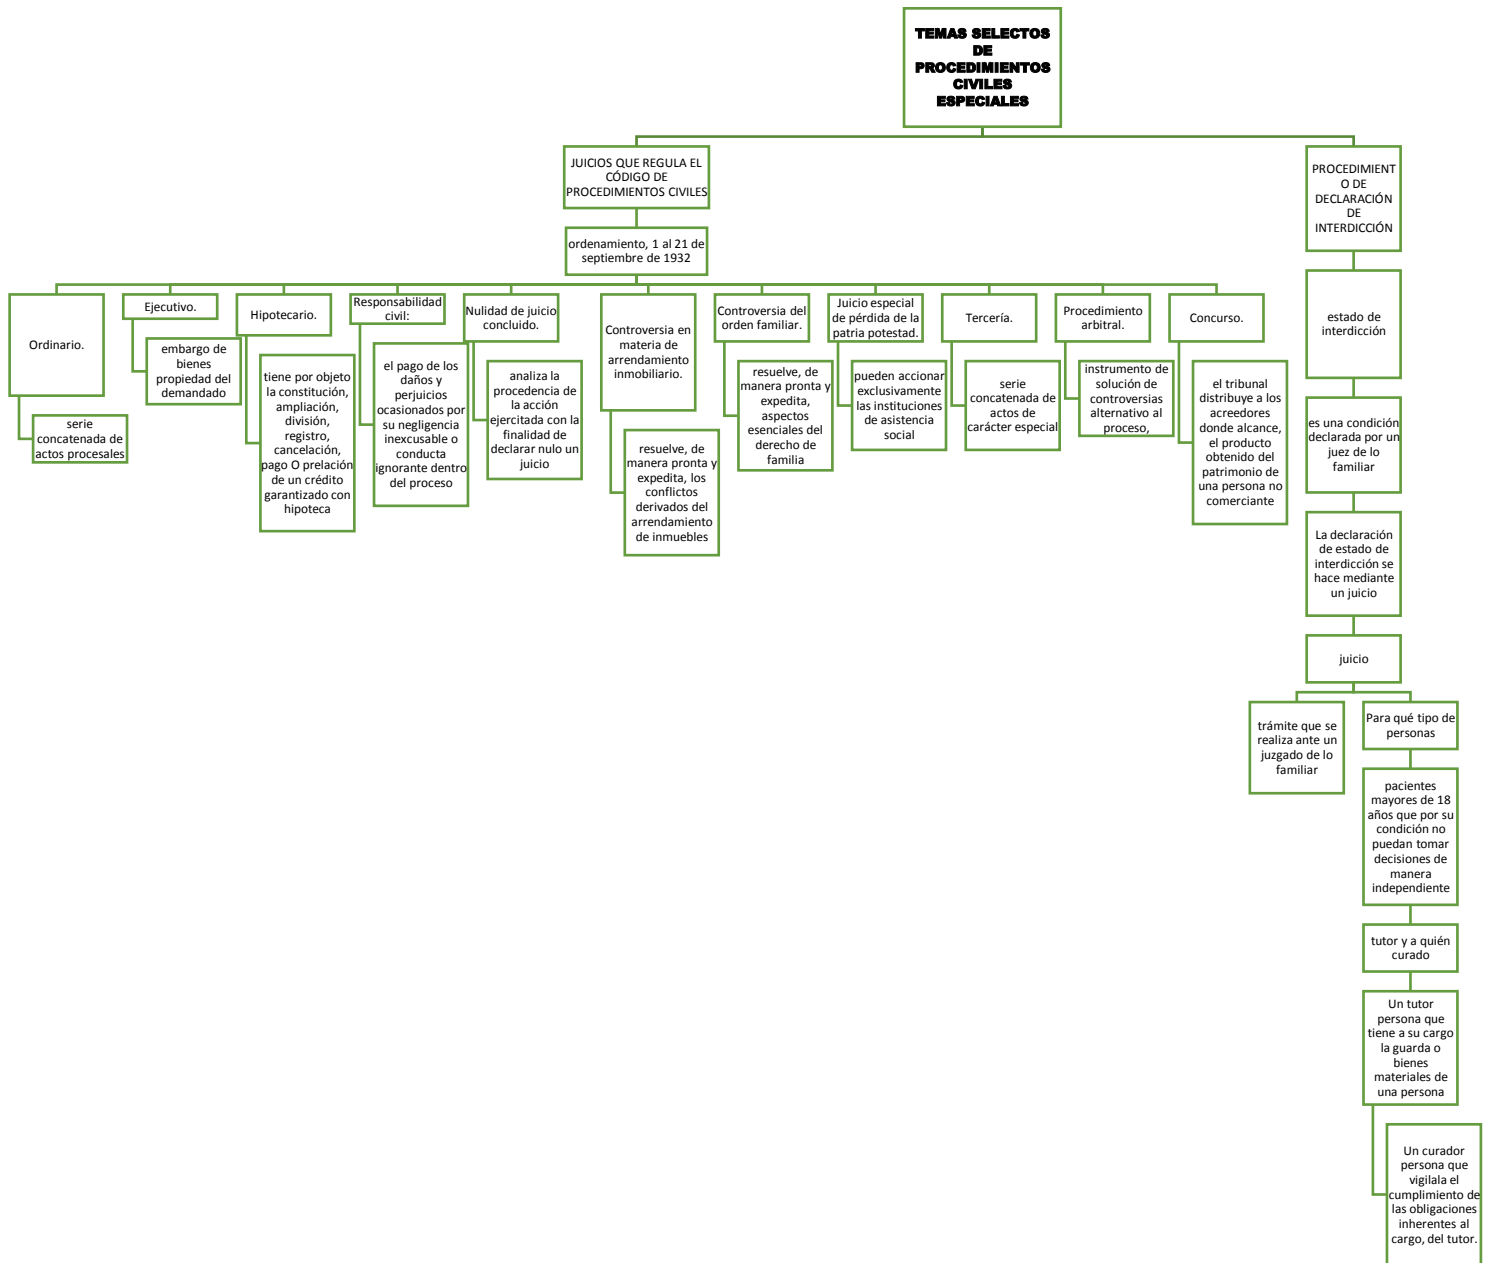 TEMAS SELECTOS
DE
PROCEDIMIENTOS
CIVILES
ESPECIALES
JUICIOS QUE REGULA EL
CÓDIGO DE
PROCEDIMIENTOS CIVILES
ordenamiento, 1 al 21 de
septiembre de 1932
Ordinario.
serie
concatenada de
actos procesales
Ejecutivo.
embargo de
bienes
propiedad del
demandado
Hipotecario.
tiene por objeto
la constitución,
ampliación,
división,
registro,
cancelación,
pago O prelación
de un crédito
garantizado con
hipoteca
Responsabilidad
civil:
el pago de los
daños y
perjuicios
ocasionados por
su negligencia
inexcusable o
conducta
ignorante dentro
del proceso
Nulidad de juicio
concluido.
analiza la
procedencia de
la acción
ejercitada con la
finalidad de
declarar nulo un
juicio
Controversia en
materia de
arrendamiento
inmobiliario.
resuelve, de
manera pronta y
expedita, los
conflictos
derivados del
arrendamiento
de inmuebles
Controversia del
orden familiar.
resuelve, de
manera pronta y
expedita,
aspectos
esenciales del
derecho de
familia
Juicio especial
de pérdida de la
patria potestad.
pueden accionar
exclusivamente
las instituciones
de asistencia
social
Tercería.
serie
concatenada de
actos de
carácter especial
Procedimiento
arbitral.
instrumento de
solución de
controversias
alternativo al
proceso,
Concurso.
el tribunal
distribuye a los
acreedores
donde alcance,
el producto
obtenido del
patrimonio de
una persona no
comerciante
PROCEDIMIENT
O DE
DECLARACIÓN
DE
INTERDICCIÓN
estado de
interdicción
es una condición
declarada por un
juez de lo
familiar
La declaración
de estado de
interdicción se
hace mediante
un juicio
juicio
trámite que se
realiza ante un
juzgado de lo
familiar
Para qué tipo de
personas
pacientes
mayores de 18
años que por su
condición no
puedan tomar
decisiones de
manera
independiente
tutor y a quién
curado
Un tutor
persona que
tiene a su cargo
la guarda o
bienes
materiales de
una persona
Un curador
persona que
vigilala el
cumplimiento de
las obligaciones
inherentes al
cargo, del tutor.